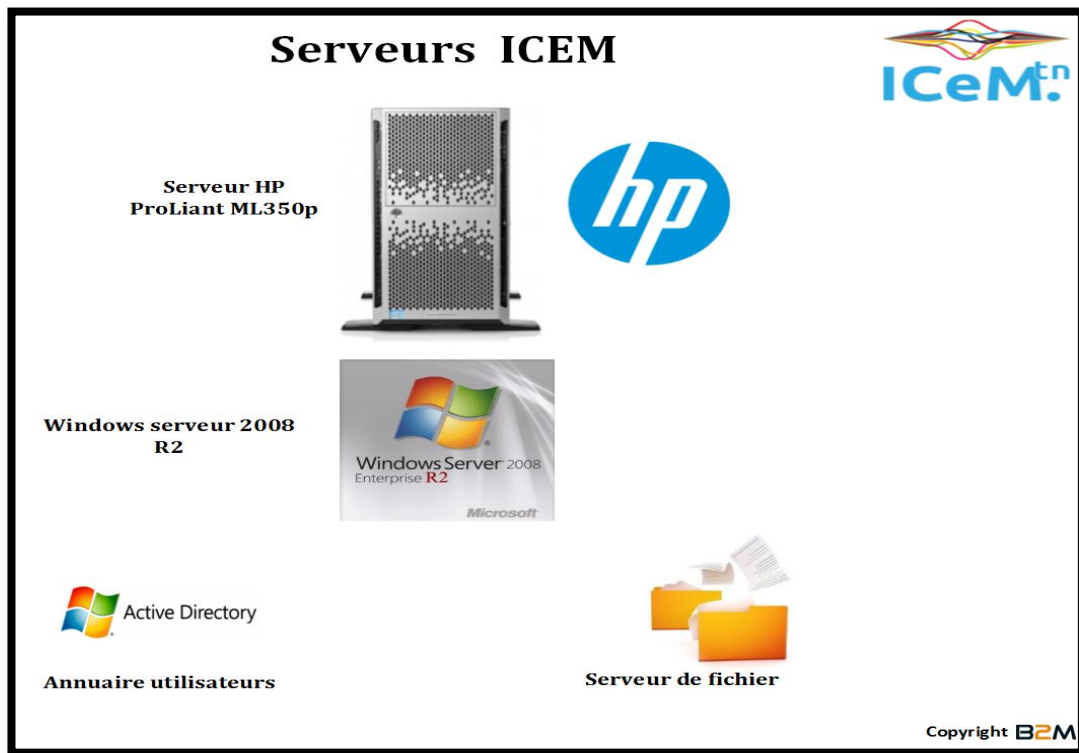 Serveurs ICEM
ICeM.tn
Serveur HP
ProLiant ML350p
hp
Windows serveur 2008
R2
Windows Server 2008
Enterprise R2
Microsoft
Active Directory
Annuaire utilisateurs
Serveur de fichier
Copyright B2M